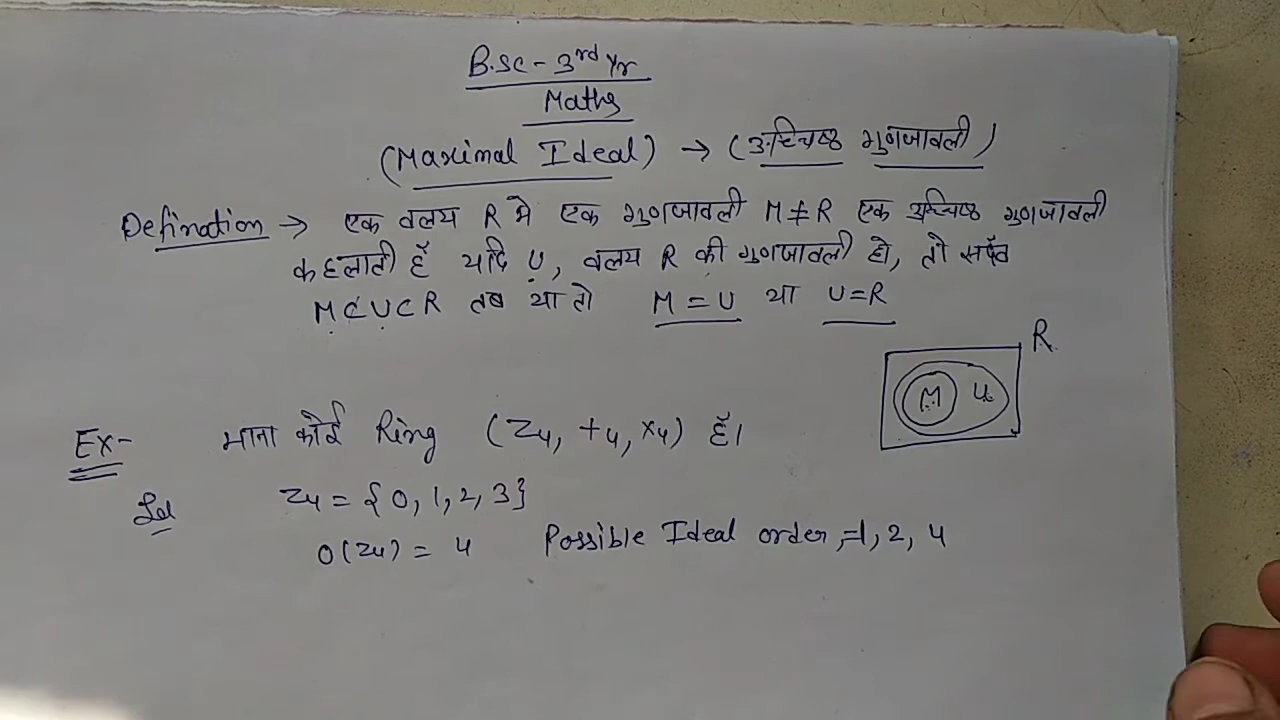 B.Sc - 3rd Yr
Maths
(Maximal Ideal) → (उच्चिष्ठ गुणजावली)
Defination → एक वलय R मे एक गुणजावली M ≠ R एक उच्चिष्ठ गुणजावली
कहलाती हैं यदि U, वलय R की गुणजावली हो, तो सदैव
M ⊂ U ⊂ R तब या तो M = U या U = R
R
M U
Ex- माना कोई Ring (Z4, +4, ×4) हैं।
Sol Z4 = {0, 1, 2, 3}
O(Z4) = 4 Possible Ideal order, = 1, 2, 4